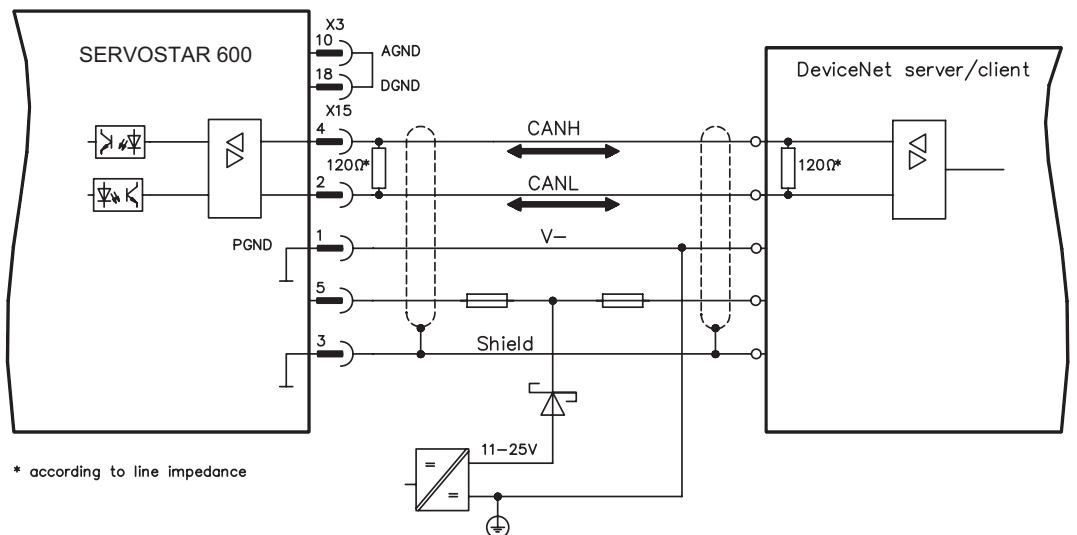 X3
SERVOSTAR 600
10
AGND
18
DGND
DeviceNet server/client
X15
4
CANH
120Ω*
120Ω*
2
CANL
PGND
1
V–
5
3
Shield
11–25V
* according to line impedance